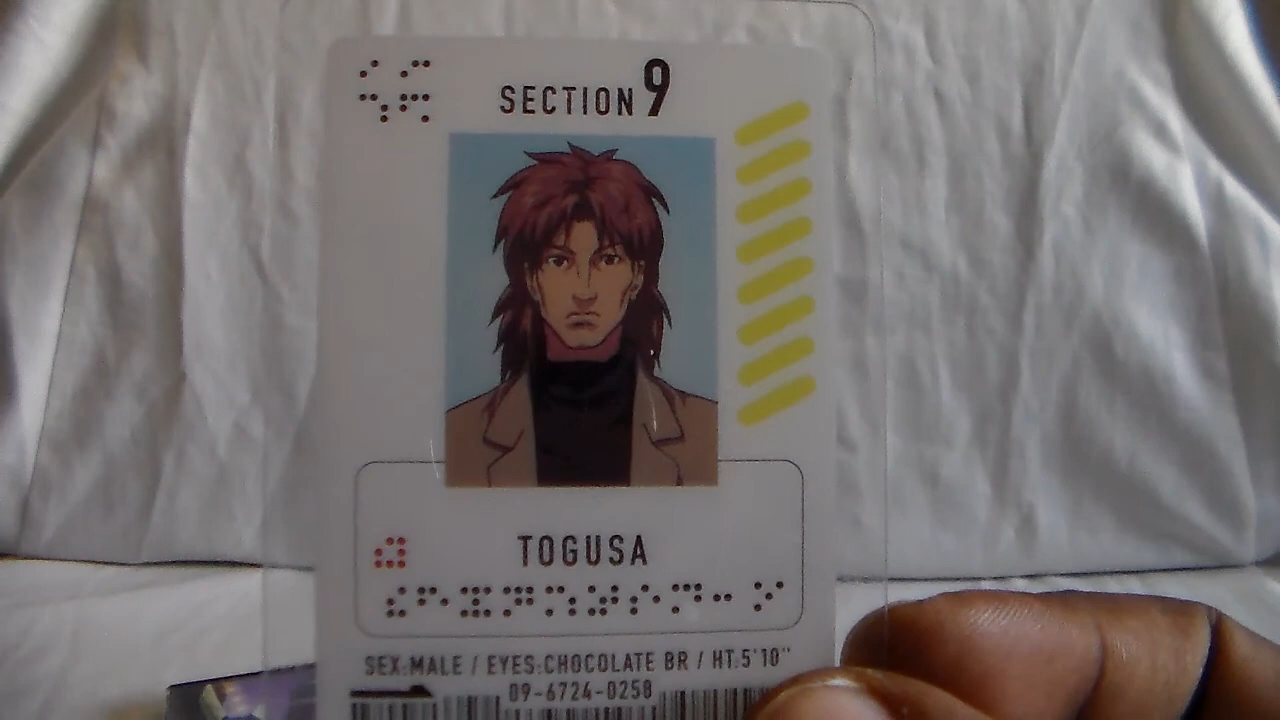 SECTION 9
TOGUSA
SEX:MALE / EYES:CHOCOLATE BR / HT:5'10"
09-6724-0258